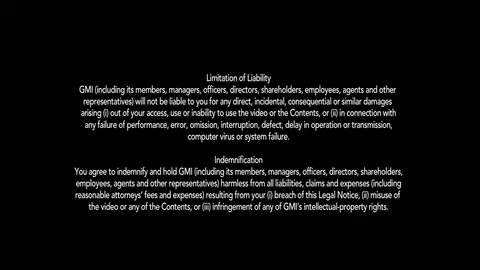 Limitation of Liability
GMI (including its members, managers, officers, directors, shareholders, employees, agents and other
representatives) will not be liable to you for any direct, incidental, consequential or similar damages
arising (i) out of your access, use or inability to use the video or the Contents, or (ii) in connection with
any failure of performance, error, omission, interruption, defect, delay in operation or transmission,
computer virus or system failure.
Indemnification
You agree to indemnify and hold GMI (including its members, managers, officers, directors, shareholders,
employees, agents and other representatives) harmless from all liabilities, claims and expenses (including
reasonable attorneys' fees and expenses) resulting from your (i) breach of this Legal Notice, (ii) misuse of
the video or any of the Contents, or (iii) infringement of any of GMI's intellectual-property rights.